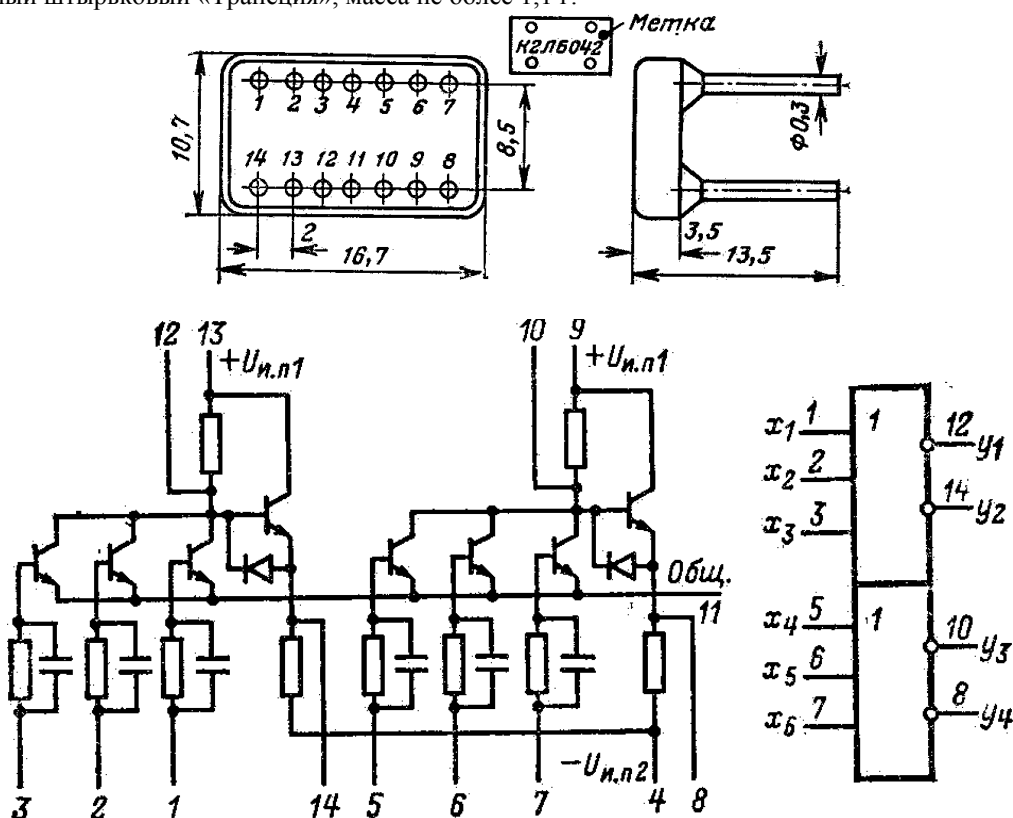 ный штырьковый «Трапеция», масса не более 1,1 г.
Метка
К2ЛБ042
1 2 3 4 5 6 7
14 13 12 11 10 9 8
10,7
8,5
2
16,7
Ф0,3
3,5
13,5
12 13
+Uи.п1
10 9
+Uи.п1
Общ.
11
-Uи.п2
3 2 1 14 5 6 7 4 8
x1 1
x2 2
x3 3
1
12 y1
14 y2
x4 5
x5 6
x6 7
1
10 y3
8 y4